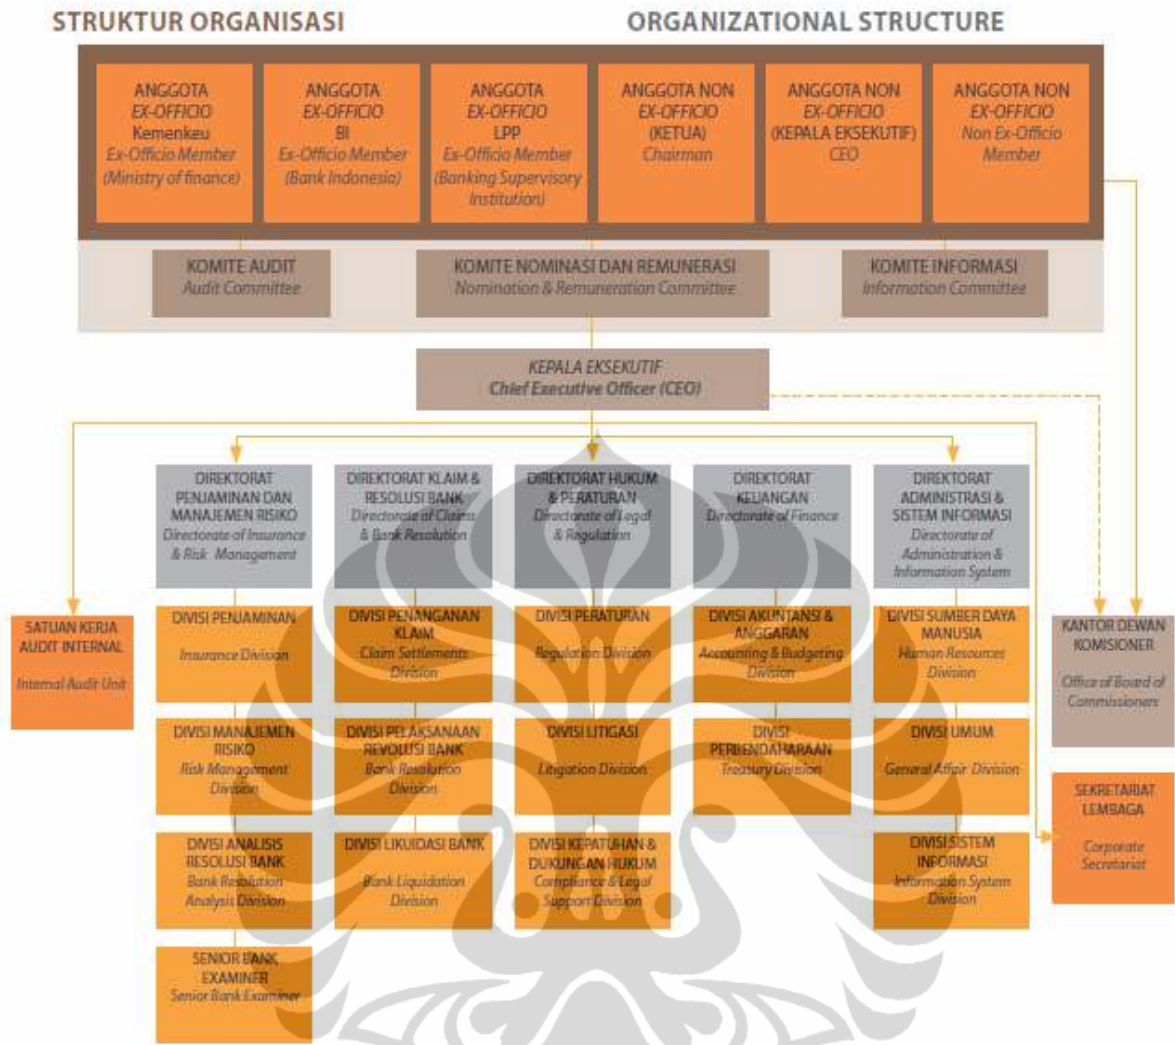 STRUKTUR ORGANISASI
ORGANIZATIONAL STRUCTURE
ANGGOTA
EX-OFFICIO
Kemenkeu
Ex-Officio Member
(Ministry of finance)
ANGGOTA
EX-OFFICIO
BI
Ex-Officio Member
(Bank Indonesia)
ANGGOTA
EX-OFFICIO
LPP
Ex-Officio Member
(Banking Supervisory
Institution)
ANGGOTA NON
EX-OFFICIO
(KETUA)
Chairman
ANGGOTA NON
EX-OFFICIO
(KEPALA EKSEKUTIF)
CEO
ANGGOTA NON
EX-OFFICIO
Non Ex-Officio
Member
KOMITE AUDIT
Audit Committee
KOMITE NOMINASI DAN REMUNERASI
Nomination & Remuneration Committee
KOMITE INFORMASI
Information Committee
KEPALA EKSEKUTIF
Chief Executive Officer (CEO)
DIREKTORAT
PENJAMINAN DAN
MANAJEMEN RISIKO
Directorate of Insurance
& Risk Management
DIREKTORAT KLAIM &
RESOLUSI BANK
Directorate of Claims
& Bank Resolution
DIREKTORAT HUKUM
& PERATURAN
Directorate of Legal
& Regulation
DIREKTORAT
KEUANGAN
Directorate of Finance
DIREKTORAT
ADMINISTRASI &
SISTEM INFORMASI
Directorate of
Administration &
Information System
SATUAN KERJA
AUDIT INTERNAL
Internal Audit Unit
DIVISI PENJAMINAN
Insurance Division
DIVISI PENANGANAN
KLAIM
Claim Settlements
Division
DIVISI PERATURAN
Regulation Division
DIVISI AKUNTANSI &
ANGGARAN
Accounting & Budgeting
Division
DIVISI SUMBER DAYA
MANUSIA
Human Resources
Division
KANTOR DEWAN
KOMISIONER
Office of Board of
Commissioners
DIVISI MANAJEMEN
RISIKO
Risk Management
Division
DIVISI PELAKSANAAN
REVOLUSI BANK
Bank Resolution
Division
DIVISI LITIGASI
Litigation Division
DIVISI
PERBENDAHARAAN
Treasury Division
DIVISI UMUM
General Affair Division
SEKRETARIAT
LEMBAGA
Corporate
Secretariat
DIVISI ANALISIS
RESOLUSI BANK
Bank Resolution
Analysis Division
DIVISI LIKUIDASI BANK
Bank Liquidation
Division
DIVISI KEPATUHAN &
DUKUNGAN HUKUM
Compliance & Legal
Support Division
DIVISI SISTEM
INFORMASI
Information System
Division
SENIOR BANK
EXAMINER
Senior Bank Examiner